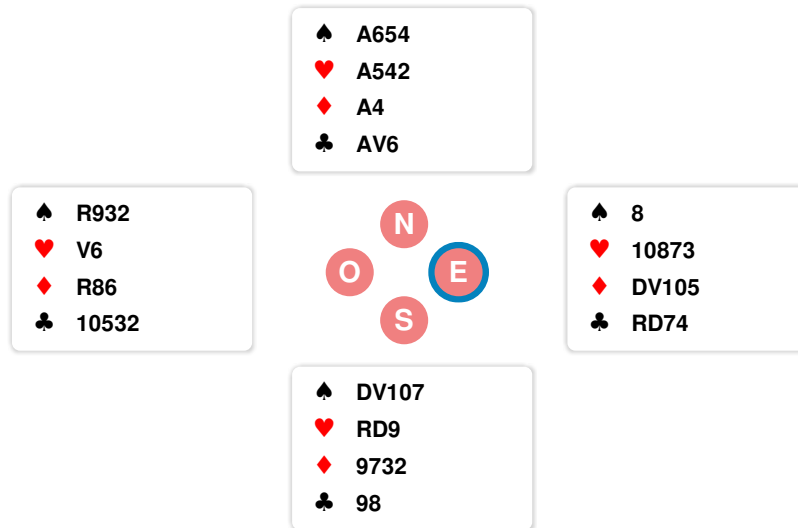 ♠ A654
♥ A542
♦ A4
♣ AV6
♠ R932
♥ V6
♦ R86
♣ 10532
N
O
E
S
♠ 8
♥ 10873
♦ DV105
♣ RD74
♠ DV107
♥ RD9
♦ 9732
♣ 98